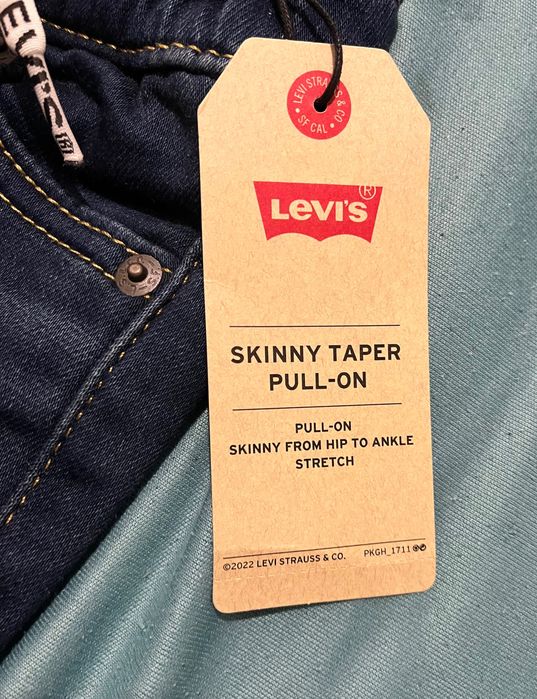 LEVI STRAUSS & CO
• SF CAL •
LEVI'S®
SKINNY TAPER
PULL-ON
PULL-ON
SKINNY FROM HIP TO ANKLE
STRETCH
©2022 LEVI STRAUSS & CO.
PKGH_1711